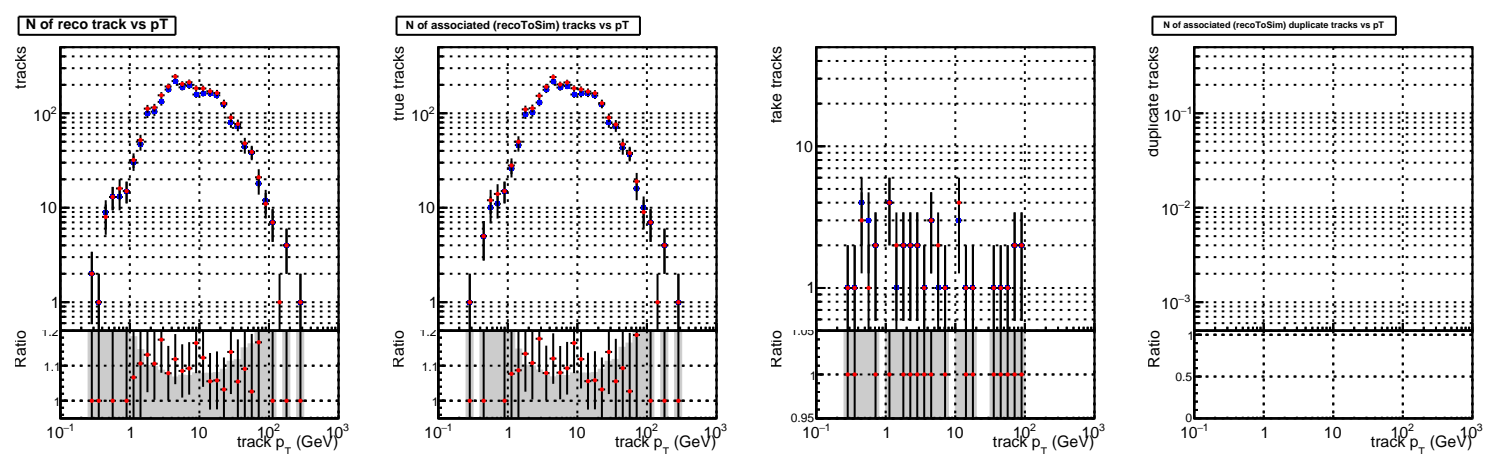 N of reco track vs pT
tracks
10²
10
1
Ratio
1.2
1.1
1
10⁻¹ 1 10 10² 10³
track p_T (GeV)
N of associated (recoToSim) tracks vs pT
true tracks
10²
10
1
Ratio
1.2
1.1
1
10⁻¹ 1 10 10² 10³
track p_T (GeV)
fake tracks
10
1
Ratio
1.05
1
0.95
10⁻¹ 1 10 10² 10³
track p_T (GeV)
N of associated (recoToSim) duplicate tracks vs pT
duplicate tracks
10⁻¹
10⁻²
10⁻³
Ratio
1
0.5
0
10⁻¹ 1 10 10² 10³
track p_T (GeV)